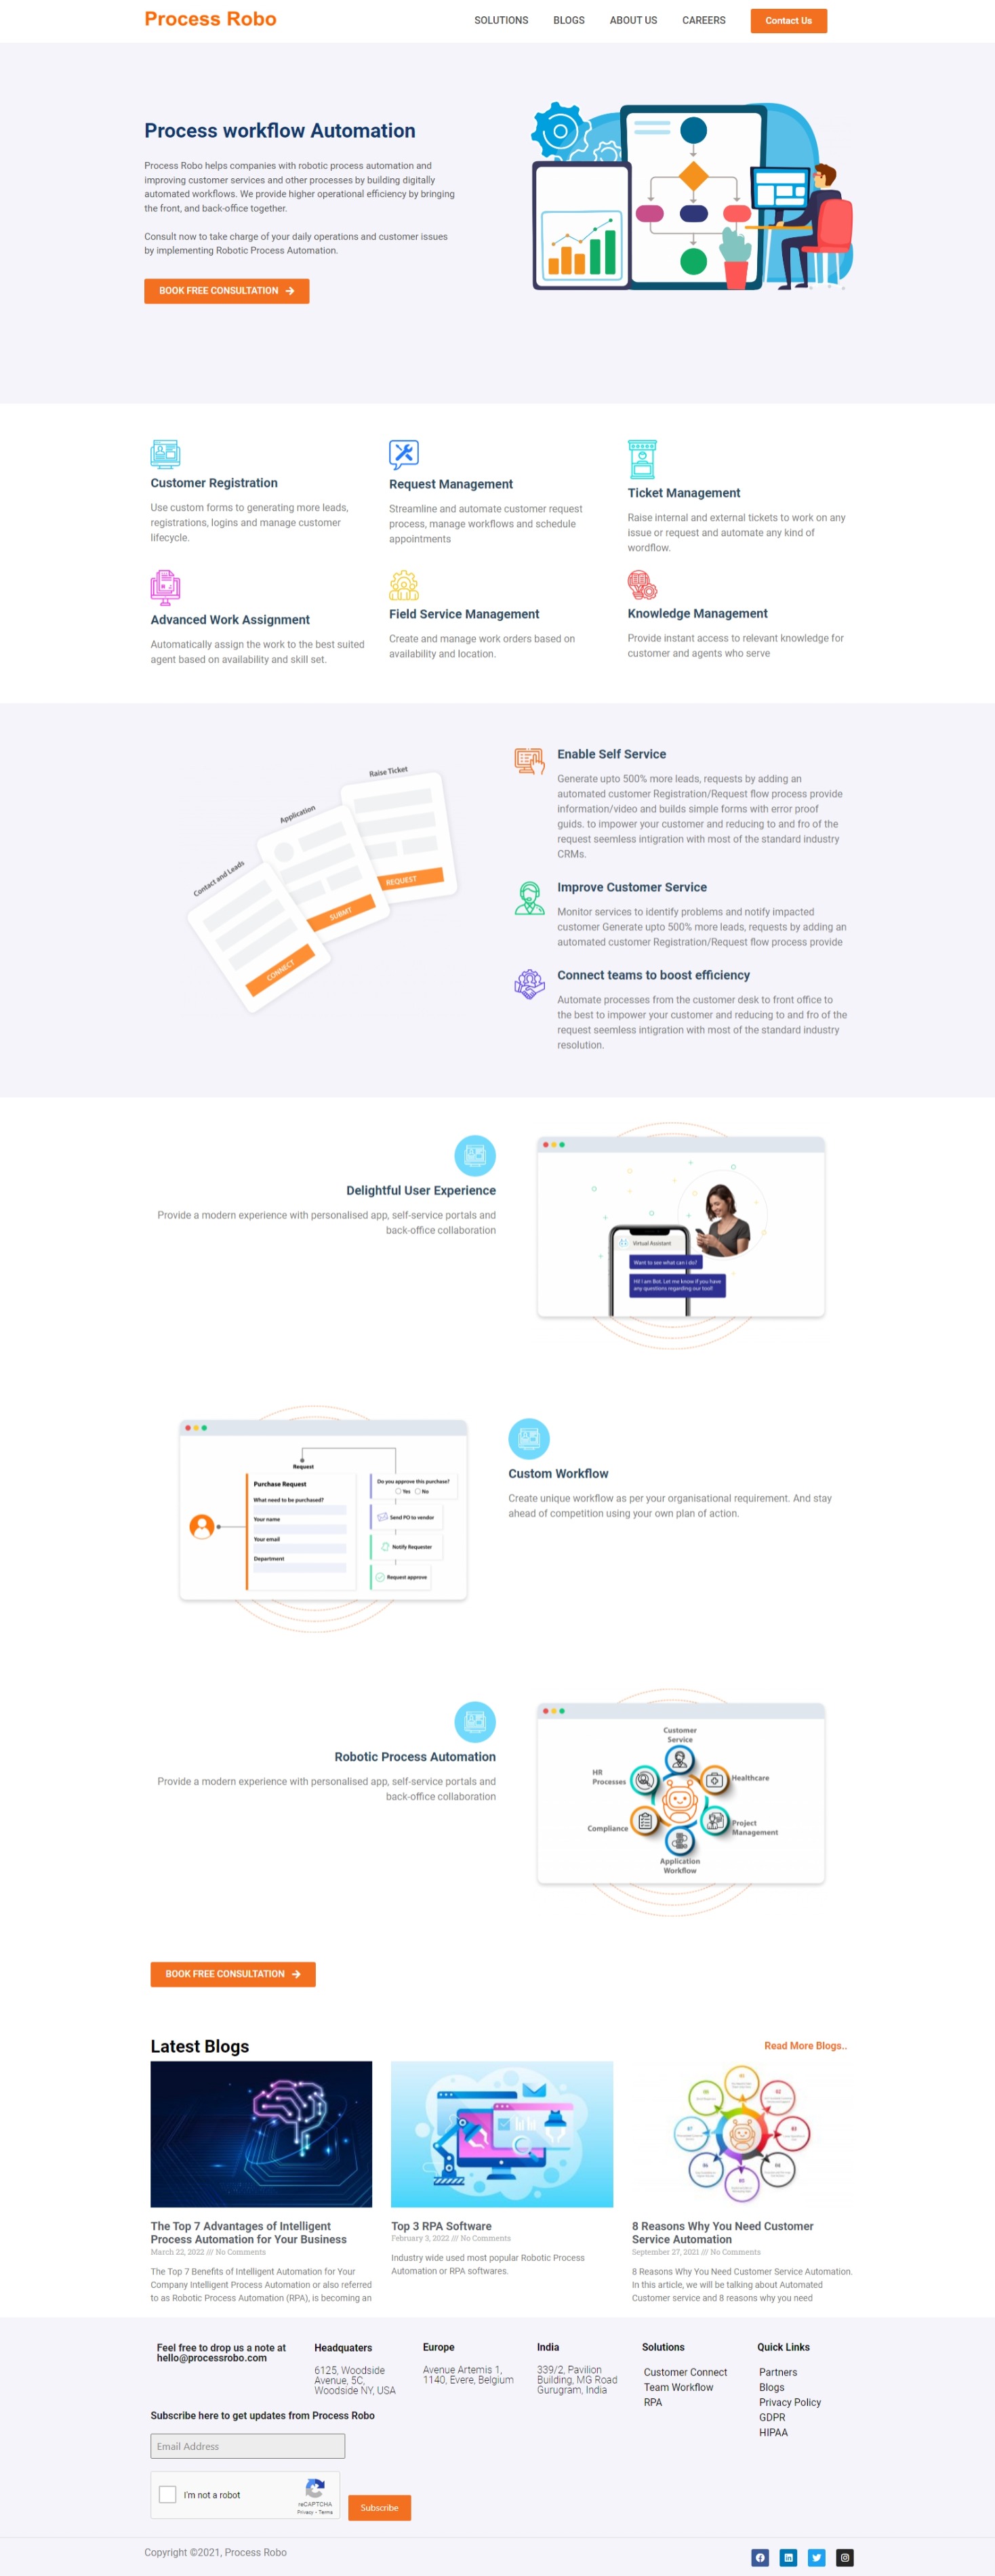 Process Robo
SOLUTIONS
BLOGS
ABOUT US
CAREERS
Contact Us
Process workflow Automation
Process Robo helps companies with robotic process automation and
improving customer services and other processes by building digitally
automated workflows. We provide higher operational efficiency by bringing
the front, and back-office together.
Consult now to take charge of your daily operations and customer issues
by implementing Robotic Process Automation.
BOOK FREE CONSULTATION
Customer Registration
Use custom forms to generating more leads,
registrations, logins and manage customer
lifecycle.
Request Management
Streamline and automate customer request
process, manage workflows and schedule
appointments
Ticket Management
Raise internal and external tickets to work on any
issue or request and automate any kind of
wordflow.
Advanced Work Assignment
Automatically assign the work to the best suited
agent based on availability and skill set.
Field Service Management
Create and manage work orders based on
availability and location.
Knowledge Management
Provide instant access to relevant knowledge for
customer and agents who serve
Raise Ticket
REQUEST
Application
SUBMT
Contact and Leads
CONNECT
Enable Self Service
Generate upto 500% more leads, requests by adding an
automated customer Registration/Request flow process provide
information/video and builds simple forms with error proof
guids. to impower your customer and reducing to and fro of the
request seemless intigration with most of the standard industry
CRMs.
Improve Customer Service
Monitor services to identify problems and notify impacted
customer Generate upto 500% more leads, requests by adding an
automated customer Registration/Request flow process provide
Connect teams to boost efficiency
Automate processes from the customer desk to front office to
the best to impower your customer and reducing to and fro of the
request seemless intigration with most of the standard industry
resolution.
Delightful User Experience
Provide a modern experience with personalised app, self-service portals and
back-office collaboration
Virtual Assistant
Want to see what can i do?
Hi! I am Bot. Let me know if you have
any questions regarding our tool!
Request
Purchase Request
What need to be purchased?
Your name
Your email
Department
Do you approve this purchase?
Yes
No
Send PO to vendor
Notify Requester
Request approve
Custom Workflow
Create unique workflow as per your organisational requirement. And stay
ahead of competition using your own plan of action.
Robotic Process Automation
Provide a modern experience with personalised app, self-service portals and
back-office collaboration
Customer
Service
HR
Processes
Healthcare
Compliance
Project
Management
Application
Workflow
BOOK FREE CONSULTATION
Latest Blogs
Read More Blogs..
The Top 7 Advantages of Intelligent
Process Automation for Your Business
March 22, 2022 /// No Comments
The Top 7 Benefits of Intelligent Automation for Your
Company Intelligent Process Automation or also referred
to as Robotic Process Automation (RPA), is becoming an
Top 3 RPA Software
February 3, 2022 /// No Comments
Industry wide used most popular Robotic Process
Automation or RPA softwares.
8 Reasons Why You Need Customer
Service Automation
September 27, 2021 /// No Comments
8 Reasons Why You Need Customer Service Automation.
In this article, we will be talking about Automated
Customer service and 8 reasons why you need
Feel free to drop us a note at
hello@processrobo.com
Headquaters
6125, Woodside
Avenue, 5C,
Woodside NY, USA
Europe
Avenue Artemis 1,
1140, Evere, Belgium
India
339/2, Pavilion
Building, MG Road
Gurugram, India
Solutions
Customer Connect
Team Workflow
RPA
Quick Links
Partners
Blogs
Privacy Policy
GDPR
HIPAA
Subscribe here to get updates from Process Robo
Email Address
I'm not a robot
reCAPTCHA
Privacy - Terms
Subscribe
Copyright ©2021, Process Robo